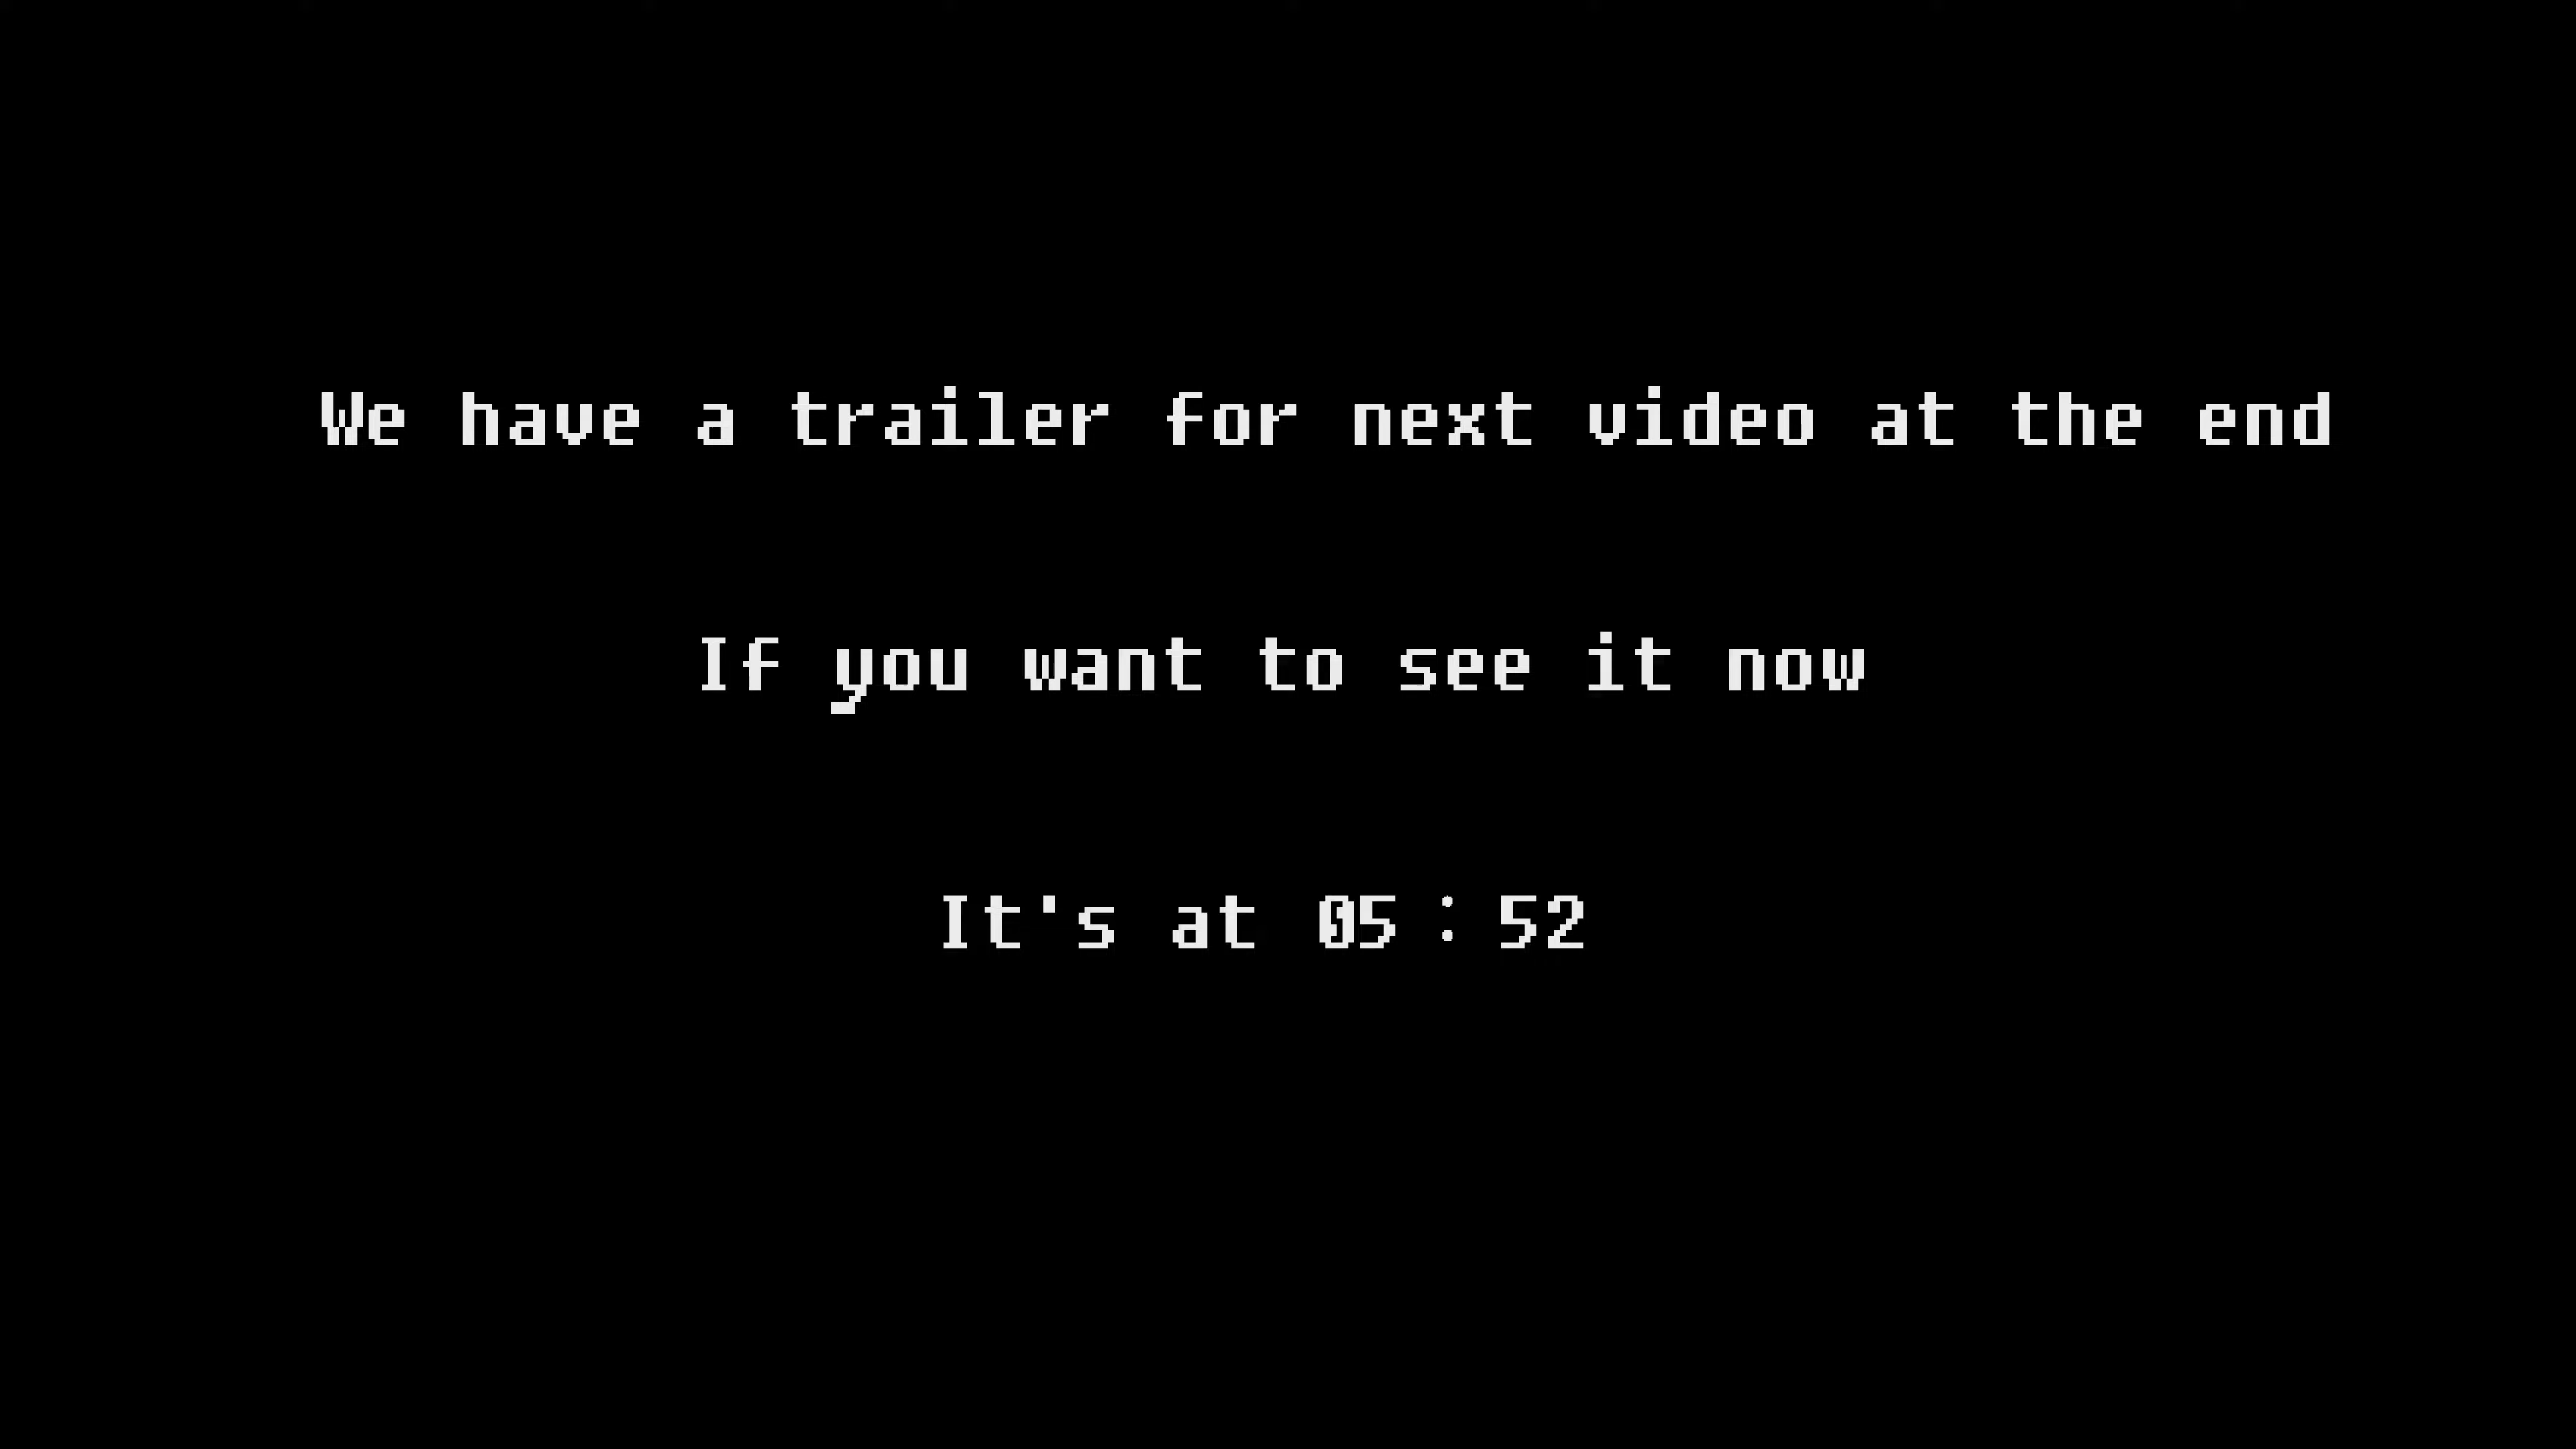 We have a trailer for next video at the end
If you want to see it now
It's at 05：52